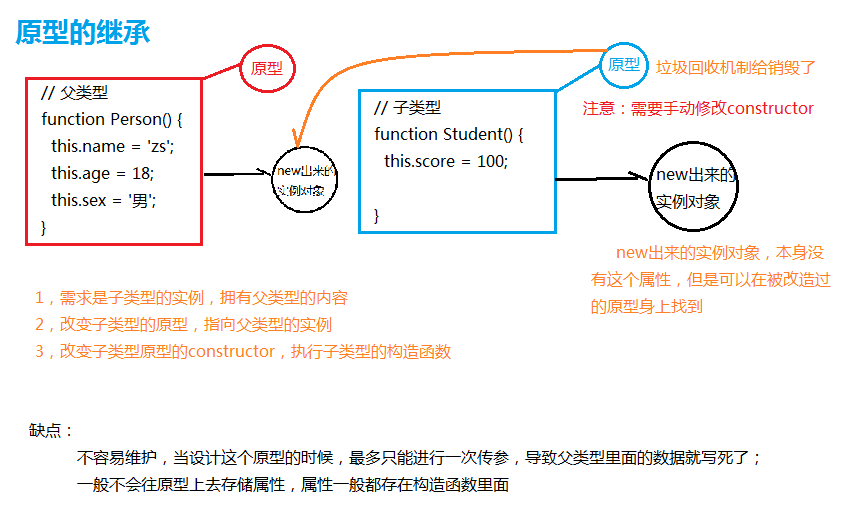 原型的继承
原型
原型
垃圾回收机制给销毁了
注意：需要手动修改constructor
// 父类型
function Person() {
this.name = 'zs';
this.age = 18;
this.sex = '男';
}
new出来的
实例对象
// 子类型
function Student() {
this.score = 100;
}
new出来的
实例对象
new出来的实例对象，本身没
有这个属性，但是可以在被改造过
的原型身上找到
1，需求是子类型的实例，拥有父类型的内容
2，改变子类型的原型，指向父类型的实例
3，改变子类型原型的constructor，执行子类型的构造函数
缺点：
不容易维护，当设计这个原型的时候，最多只能进行一次传参，导致父类型里面的数据就写死了；
一般不会往原型上去存储属性，属性一般都存在构造函数里面